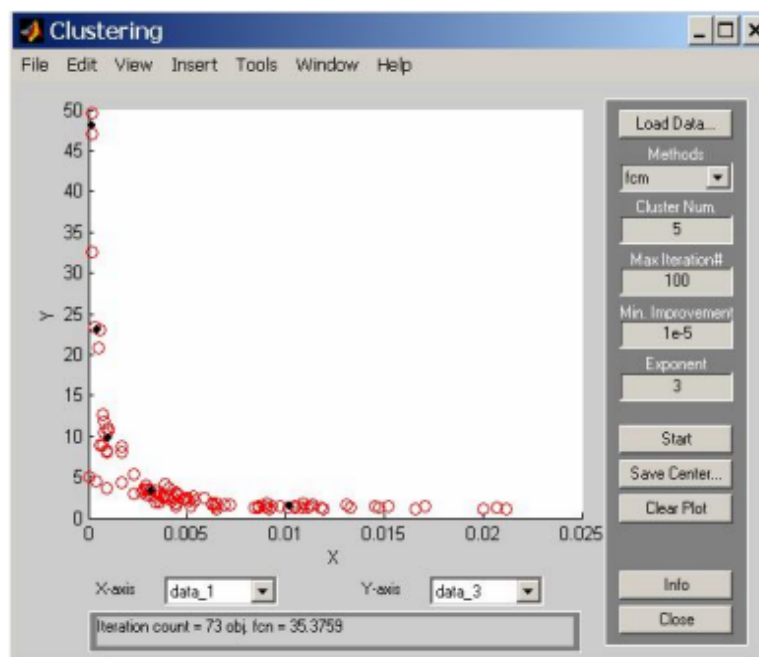 Clustering
File Edit View Insert Tools Window Help
50
45
40
35
30
25
20
15
10
5
0
Y
0 0.005 0.01 0.015 0.02 0.025
X
X-axis data_1 Y-axis data_3
Iteration count = 73 obj. fcn = 35.3759
Load Data...
Methods
fcm
Cluster Num.
5
Max Iteration#
100
Min. Improvement
1e-5
Exponent
3
Start
Save Center...
Clear Plot
Info
Close